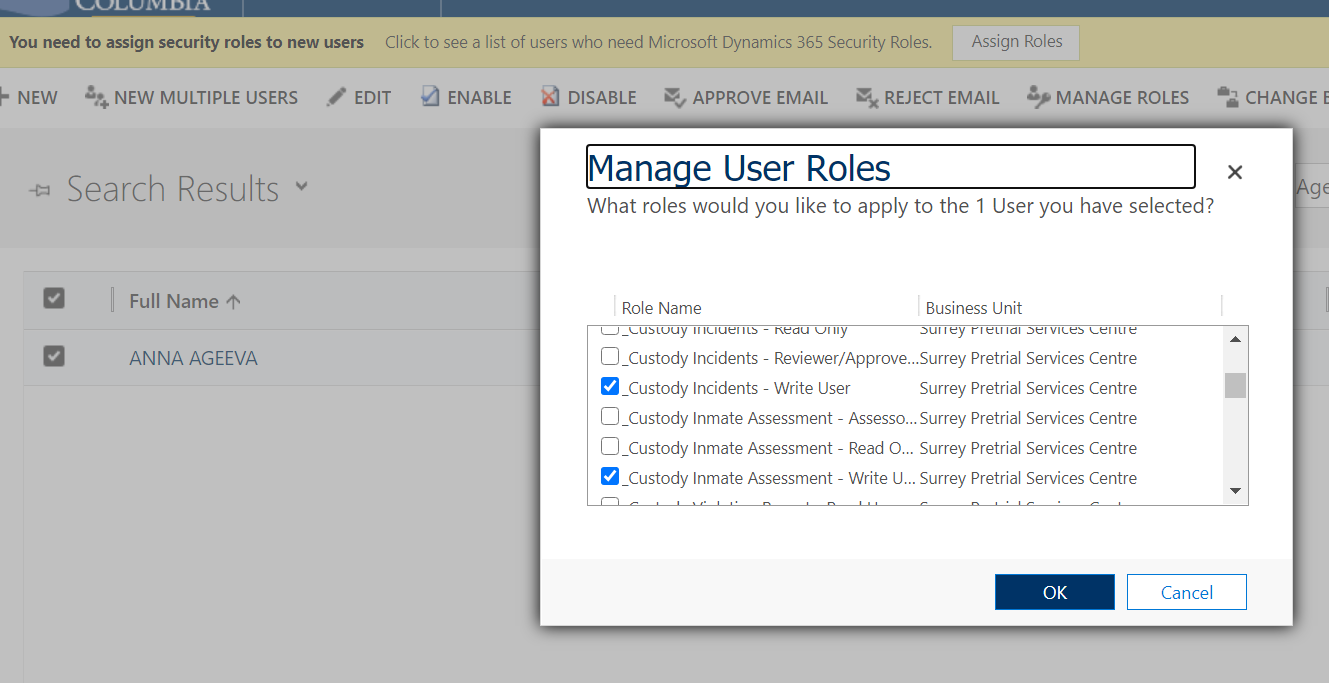 COLUMBIA
You need to assign security roles to new users Click to see a list of users who need Microsoft Dynamics 365 Security Roles. Assign Roles
NEW NEW MULTIPLE USERS EDIT ENABLE DISABLE APPROVE EMAIL REJECT EMAIL MANAGE ROLES CHANGE
Search Results
Full Name
ANNA AGEEVA
Manage User Roles
What roles would you like to apply to the 1 User you have selected?
Age
Role Name Business Unit
_Custody Incidents - Read Only Surrey Pretrial Services Centre
_Custody Incidents - Reviewer/Approve... Surrey Pretrial Services Centre
_Custody Incidents - Write User Surrey Pretrial Services Centre
_Custody Inmate Assessment - Assesso... Surrey Pretrial Services Centre
_Custody Inmate Assessment - Read O... Surrey Pretrial Services Centre
_Custody Inmate Assessment - Write U... Surrey Pretrial Services Centre
OK Cancel